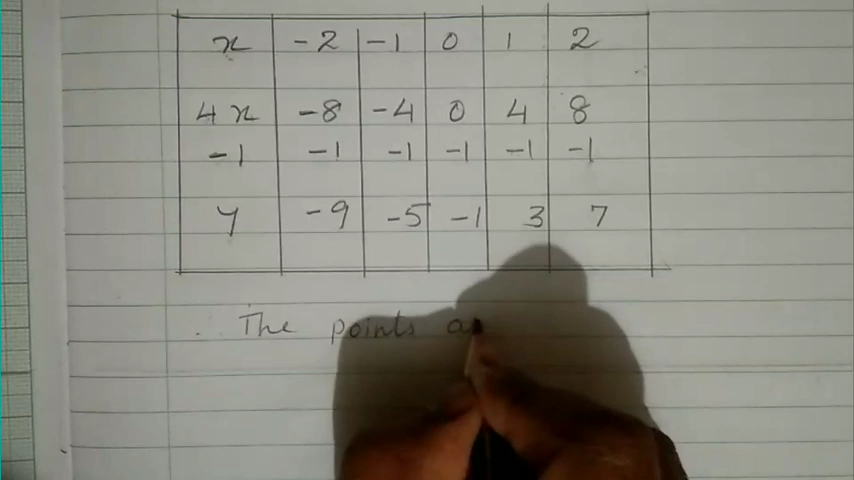 x -2 -1 0 1 2
4x -8 -4 0 4 8
-1 -1 -1 -1 -1 -1
y -9 -5 -1 3 7
∴ The points a